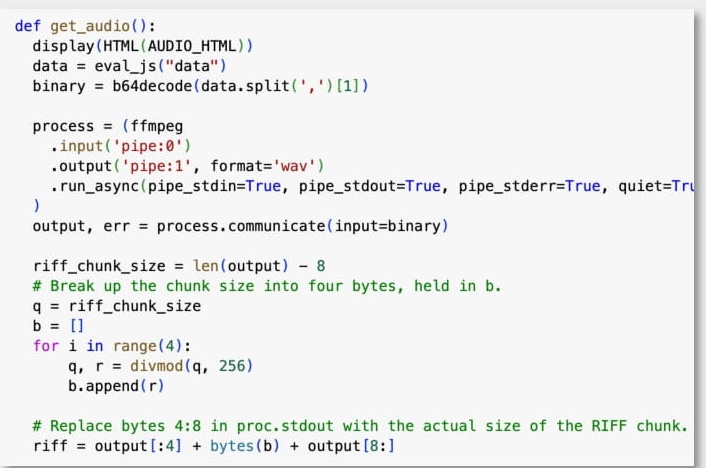 def get_audio():
  display(HTML(AUDIO_HTML))
  data = eval_js("data")
  binary = b64decode(data.split(',')[1])

  process = (ffmpeg
    .input('pipe:0')
    .output('pipe:1', format='wav')
    .run_async(pipe_stdin=True, pipe_stdout=True, pipe_stderr=True, quiet=Tru
  )
  output, err = process.communicate(input=binary)

  riff_chunk_size = len(output) - 8
  # Break up the chunk size into four bytes, held in b.
  q = riff_chunk_size
  b = []
  for i in range(4):
      q, r = divmod(q, 256)
      b.append(r)

  # Replace bytes 4:8 in proc.stdout with the actual size of the RIFF chunk.
  riff = output[:4] + bytes(b) + output[8:]